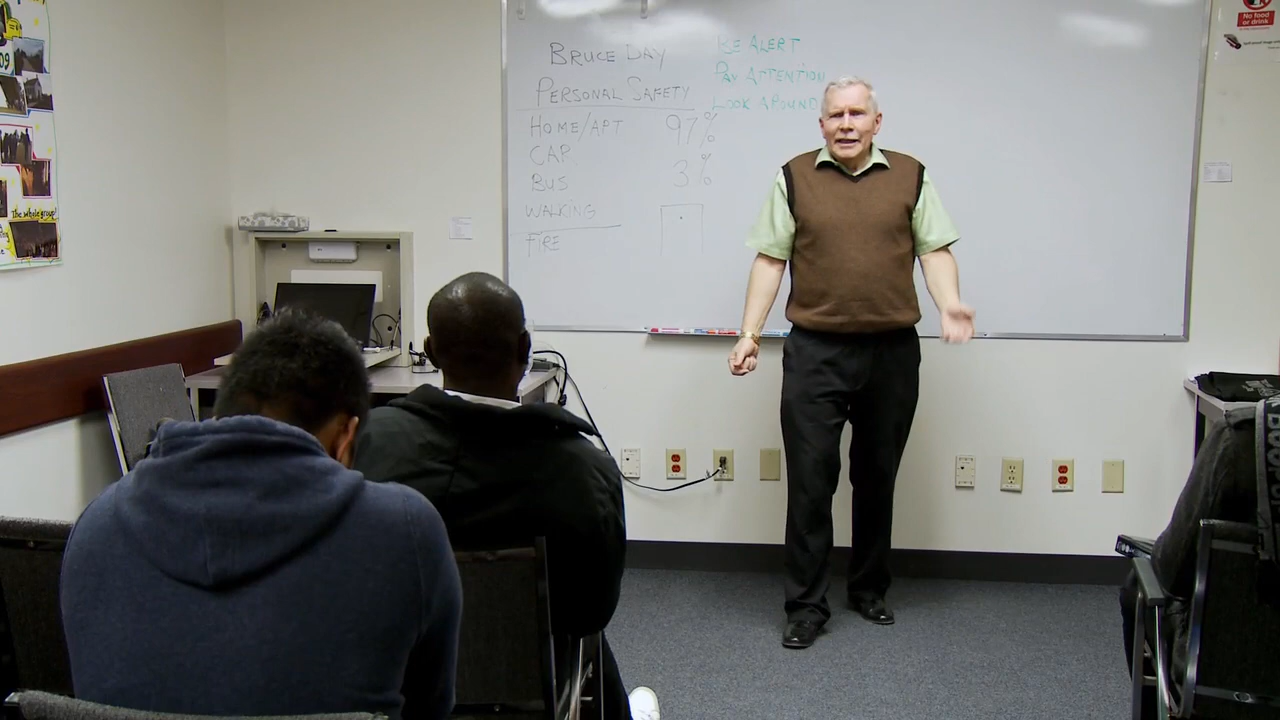 BRUCE DAY
PERSONAL SAFETY
HOME/APT 97%
CAR
BUS 3%
WALKING
FIRE
BE ALERT
PAY ATTENTION
LOOK AROUND
09
The whole group!
No food
or drink